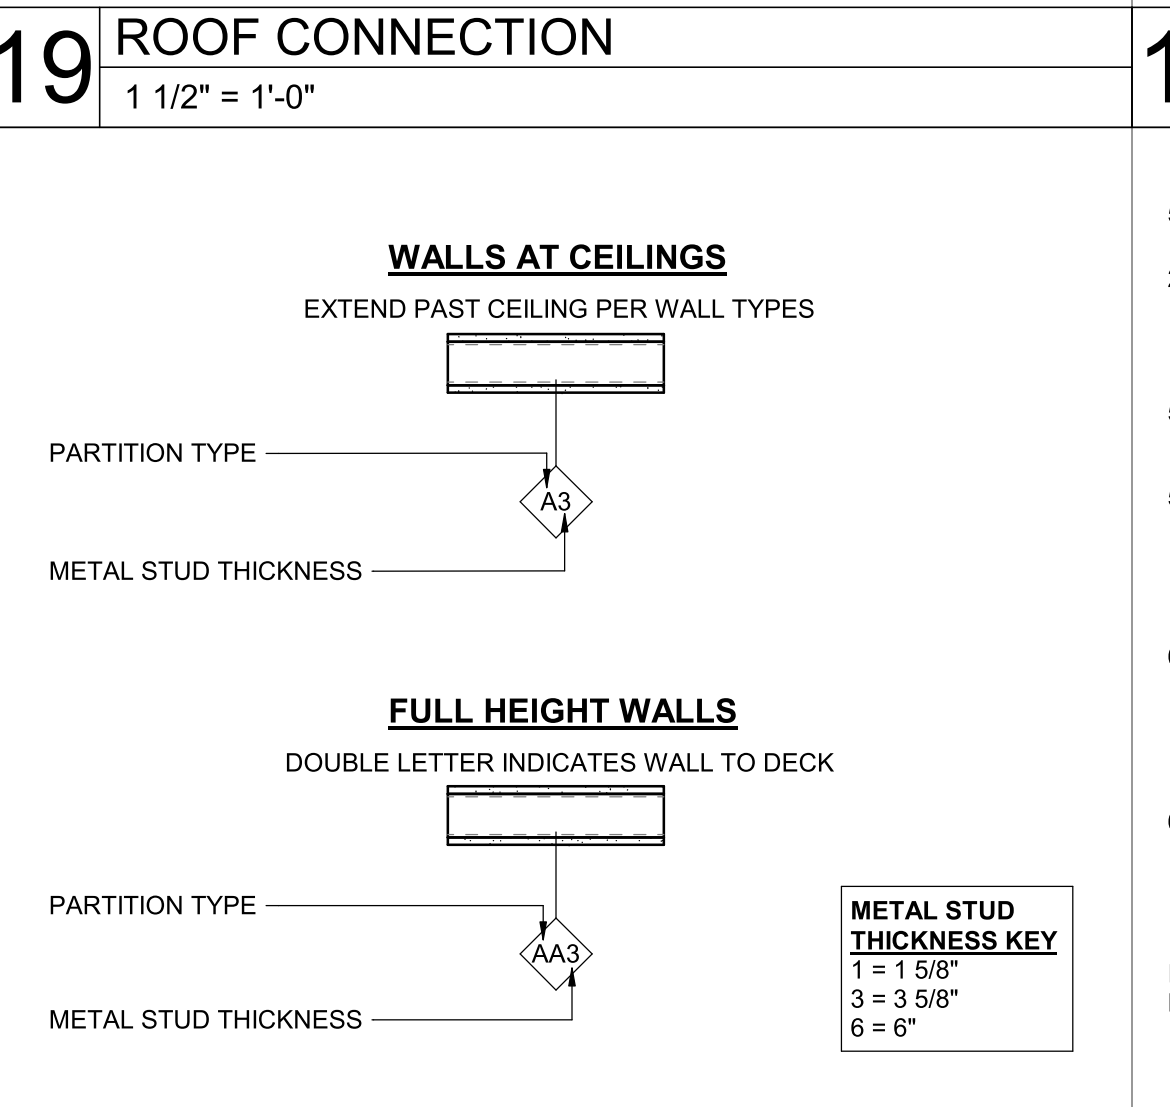 19
ROOF CONNECTION
1 1/2" = 1'-0"
WALLS AT CEILINGS
EXTEND PAST CEILING PER WALL TYPES
PARTITION TYPE
A3
METAL STUD THICKNESS
FULL HEIGHT WALLS
DOUBLE LETTER INDICATES WALL TO DECK
PARTITION TYPE
AA3
METAL STUD THICKNESS
METAL STUD
THICKNESS KEY
1 = 1 5/8"
3 = 3 5/8"
6 = 6"